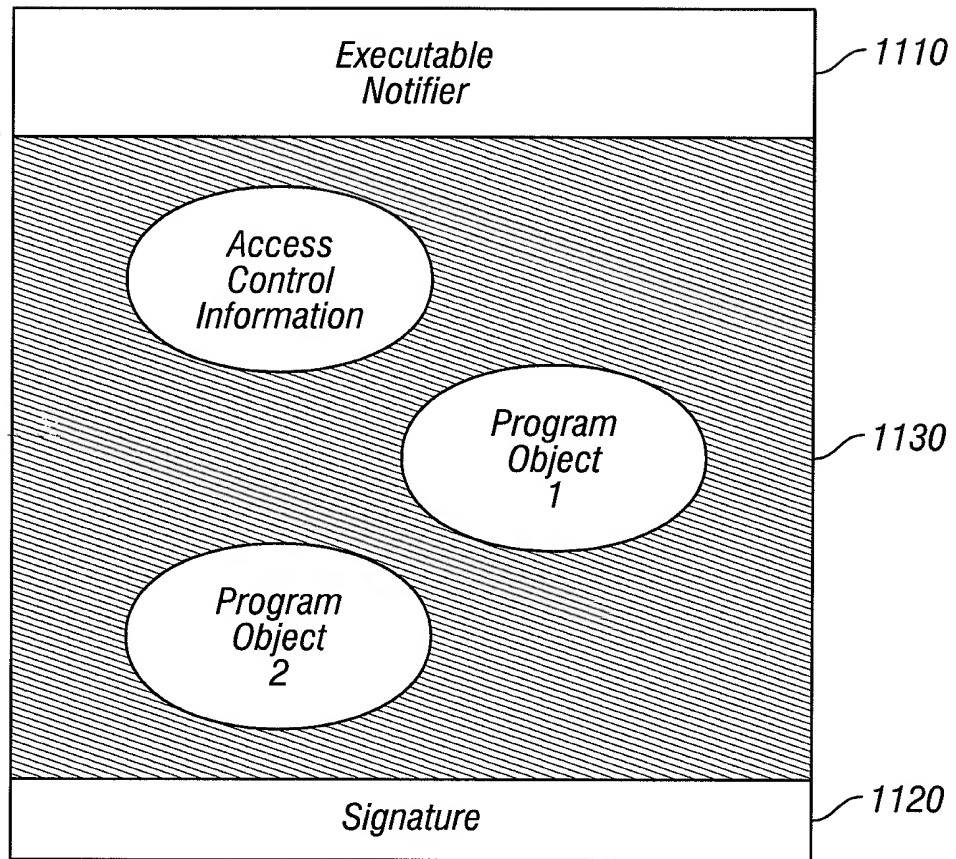 Executable
Notifier
1110
Access
Control
Information
Program
Object
1
1130
Program
Object
2
Signature
1120